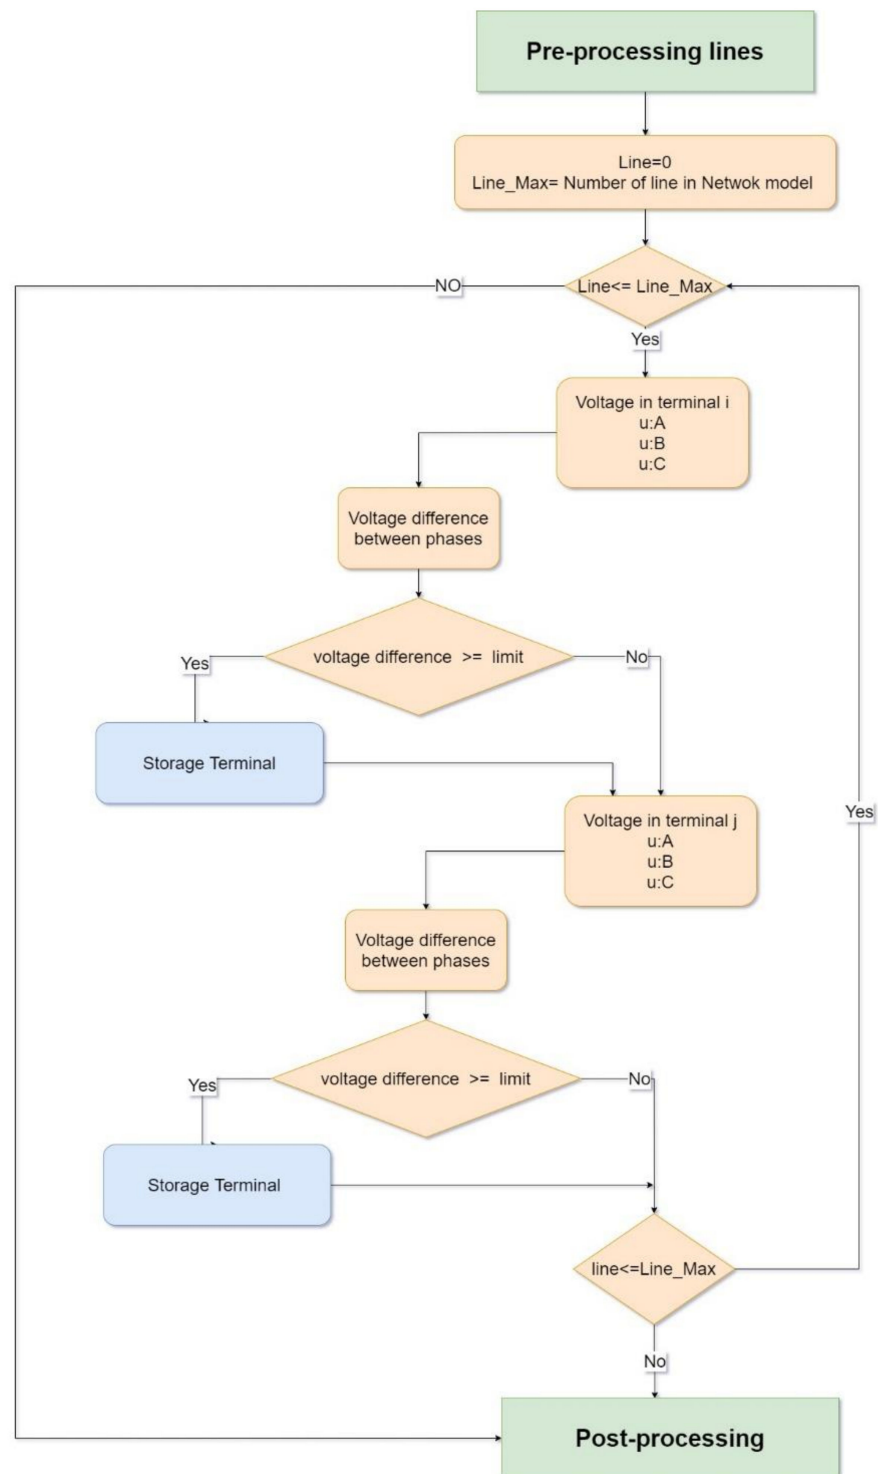 Pre-processing lines
Line=0
Line_Max= Number of line in Netwok model
Line<= Line_Max
NO
Yes
Voltage in terminal i
u:A
u:B
u:C
Voltage difference
between phases
voltage difference >= limit
Yes
No
Storage Terminal
Voltage in terminal j
u:A
u:B
u:C
Yes
Voltage difference
between phases
voltage difference >= limit
Yes
No
Storage Terminal
line<=Line_Max
No
Post-processing